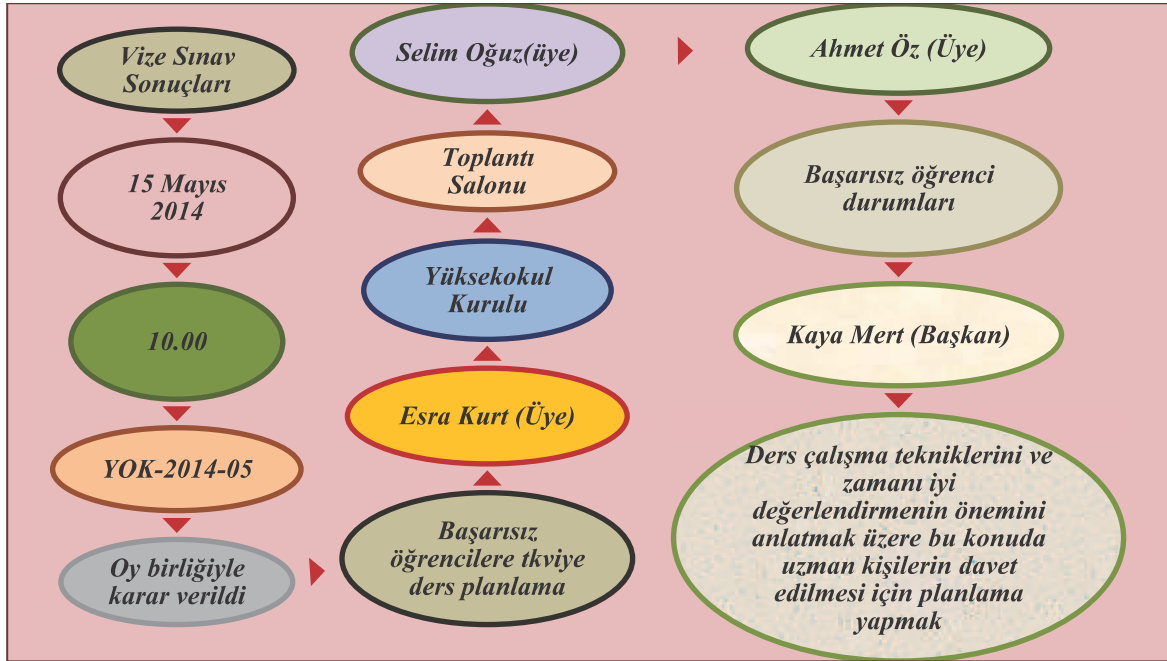 Vize Sınav
Sonuçları
15 Mayıs
2014
10.00
YOK-2014-05
Oy birliğiyle
karar verildi
Başarısız
öğrencilere tkviye
ders planlama
Esra Kurt (Üye)
Yüksekokul
Kurulu
Toplantı
Salonu
Selim Oğuz(üye)
Ahmet Öz (Üye)
Başarısız öğrenci
durumları
Kaya Mert (Başkan)
Ders çalışma tekniklerini ve
zamanı iyi
değerlendirmenin önemini
anlatmak üzere bu konuda
uzman kişilerin davet
edilmesi için planlama
yapmak